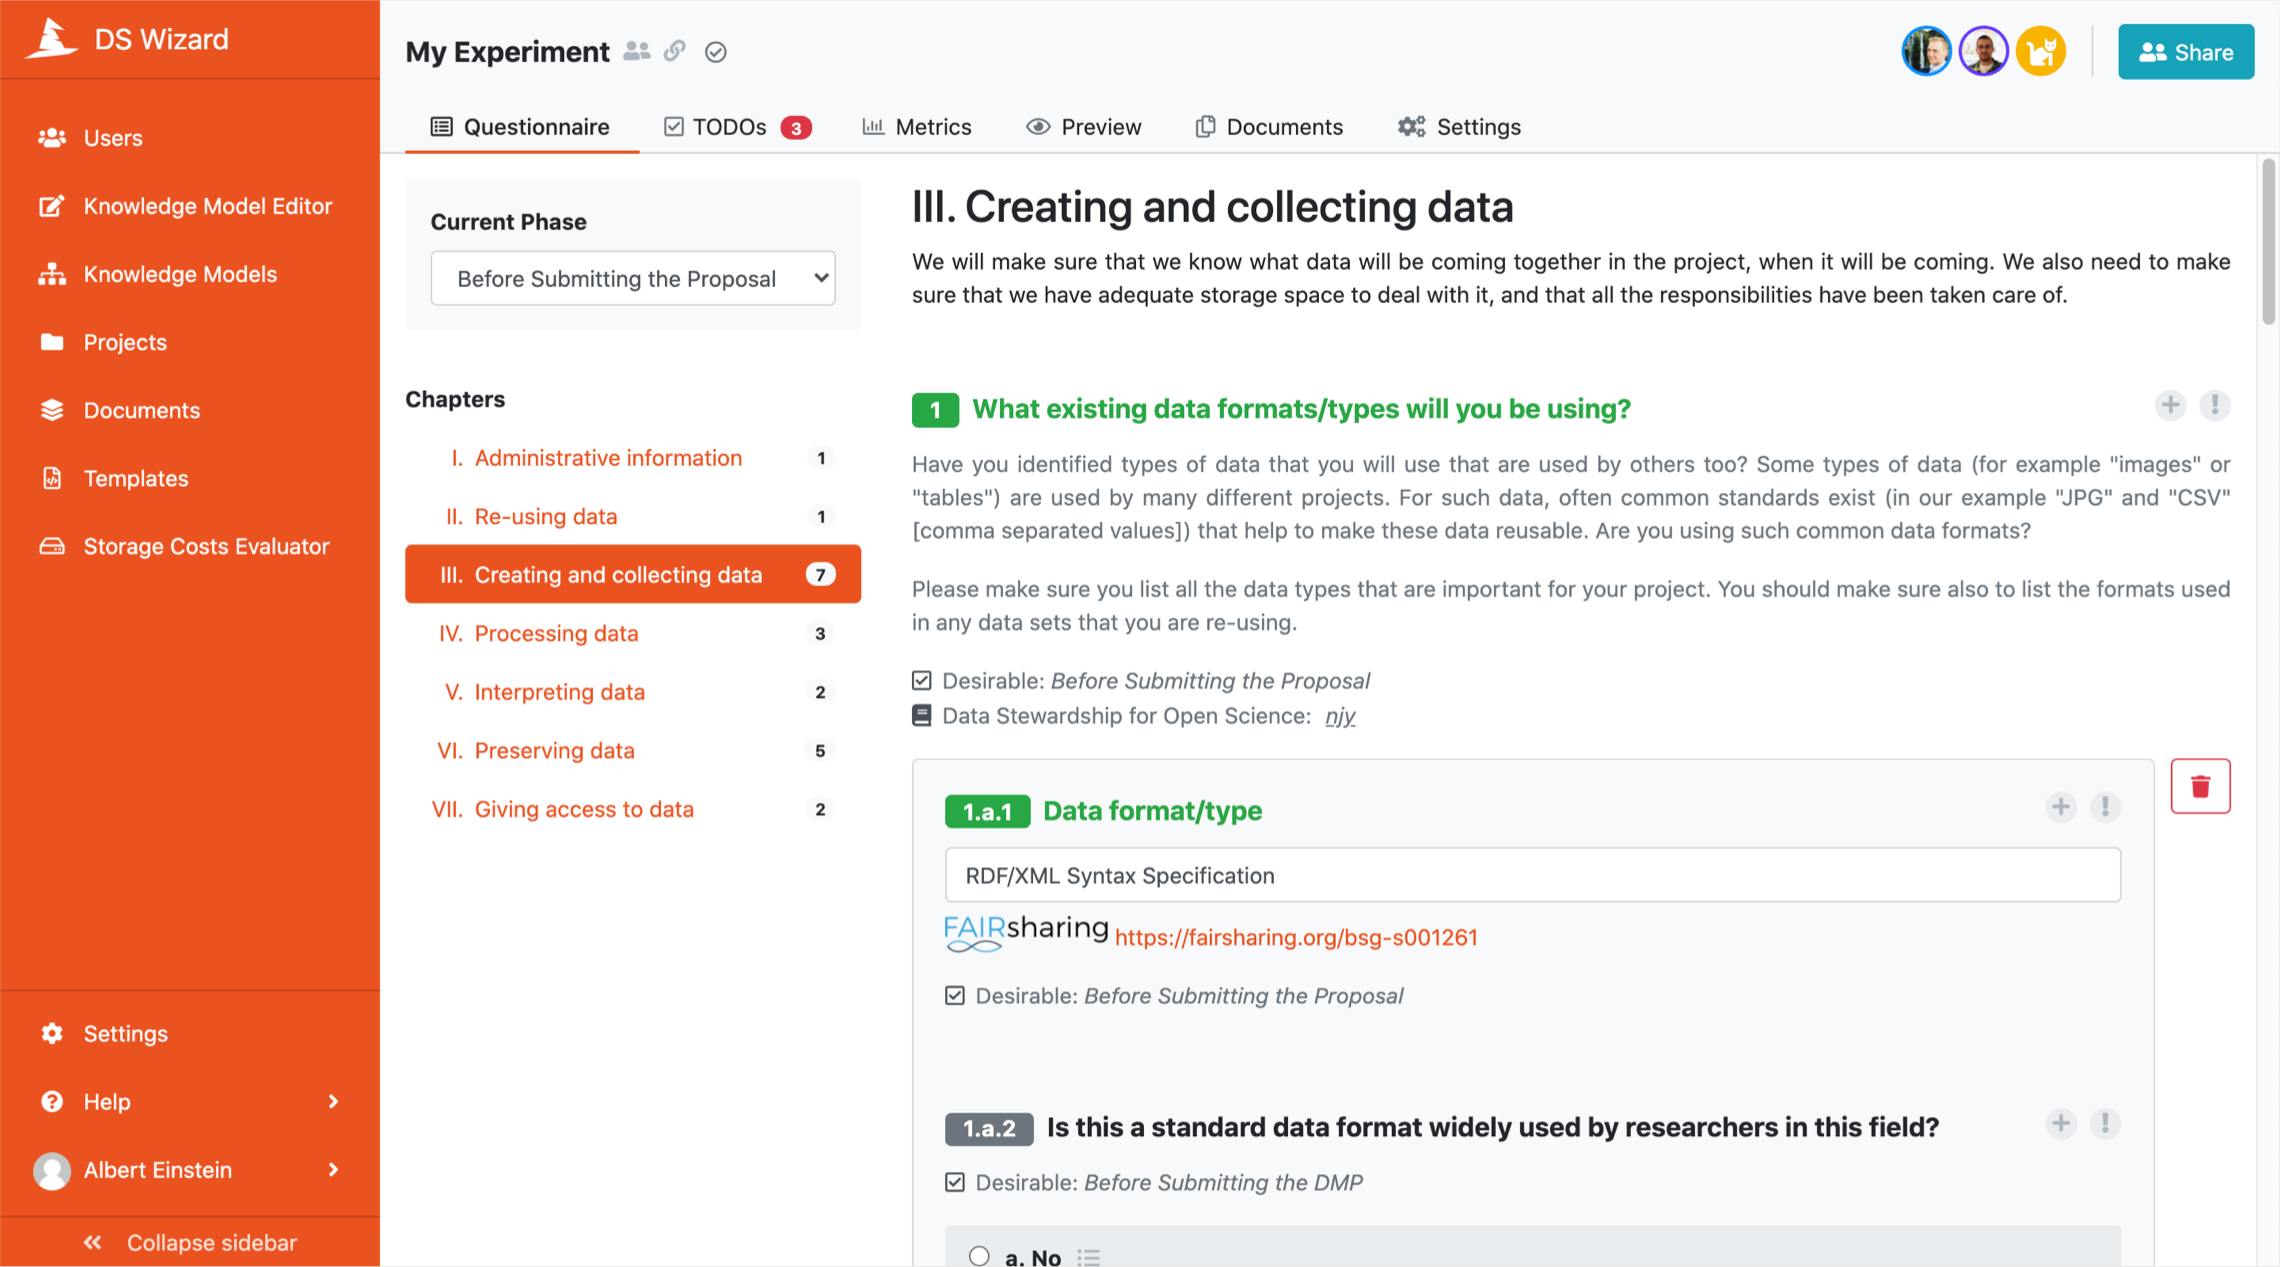 DS Wizard
Users
Knowledge Model Editor
Knowledge Models
Projects
Documents
Templates
Storage Costs Evaluator
Settings
Help
Albert Einstein
Collapse sidebar
My Experiment
Share
Questionnaire
TODOs 3
Metrics
Preview
Documents
Settings
Current Phase
Before Submitting the Proposal
Chapters
I. Administrative information 1
II. Re-using data 1
III. Creating and collecting data 7
IV. Processing data 3
V. Interpreting data 2
VI. Preserving data 5
VII. Giving access to data 2
III. Creating and collecting data
We will make sure that we know what data will be coming together in the project, when it will be coming. We also need to make
sure that we have adequate storage space to deal with it, and that all the responsibilities have been taken care of.
1 What existing data formats/types will you be using?
Have you identified types of data that you will use that are used by others too? Some types of data (for example "images" or
"tables") are used by many different projects. For such data, often common standards exist (in our example "JPG" and "CSV"
[comma separated values]) that help to make these data reusable. Are you using such common data formats?
Please make sure you list all the data types that are important for your project. You should make sure also to list the formats used
in any data sets that you are re-using.
Desirable: Before Submitting the Proposal
Data Stewardship for Open Science: njy
1.a.1 Data format/type
RDF/XML Syntax Specification
FAIRsharing https://fairsharing.org/bsg-s001261
Desirable: Before Submitting the Proposal
1.a.2 Is this a standard data format widely used by researchers in this field?
Desirable: Before Submitting the DMP
a. No